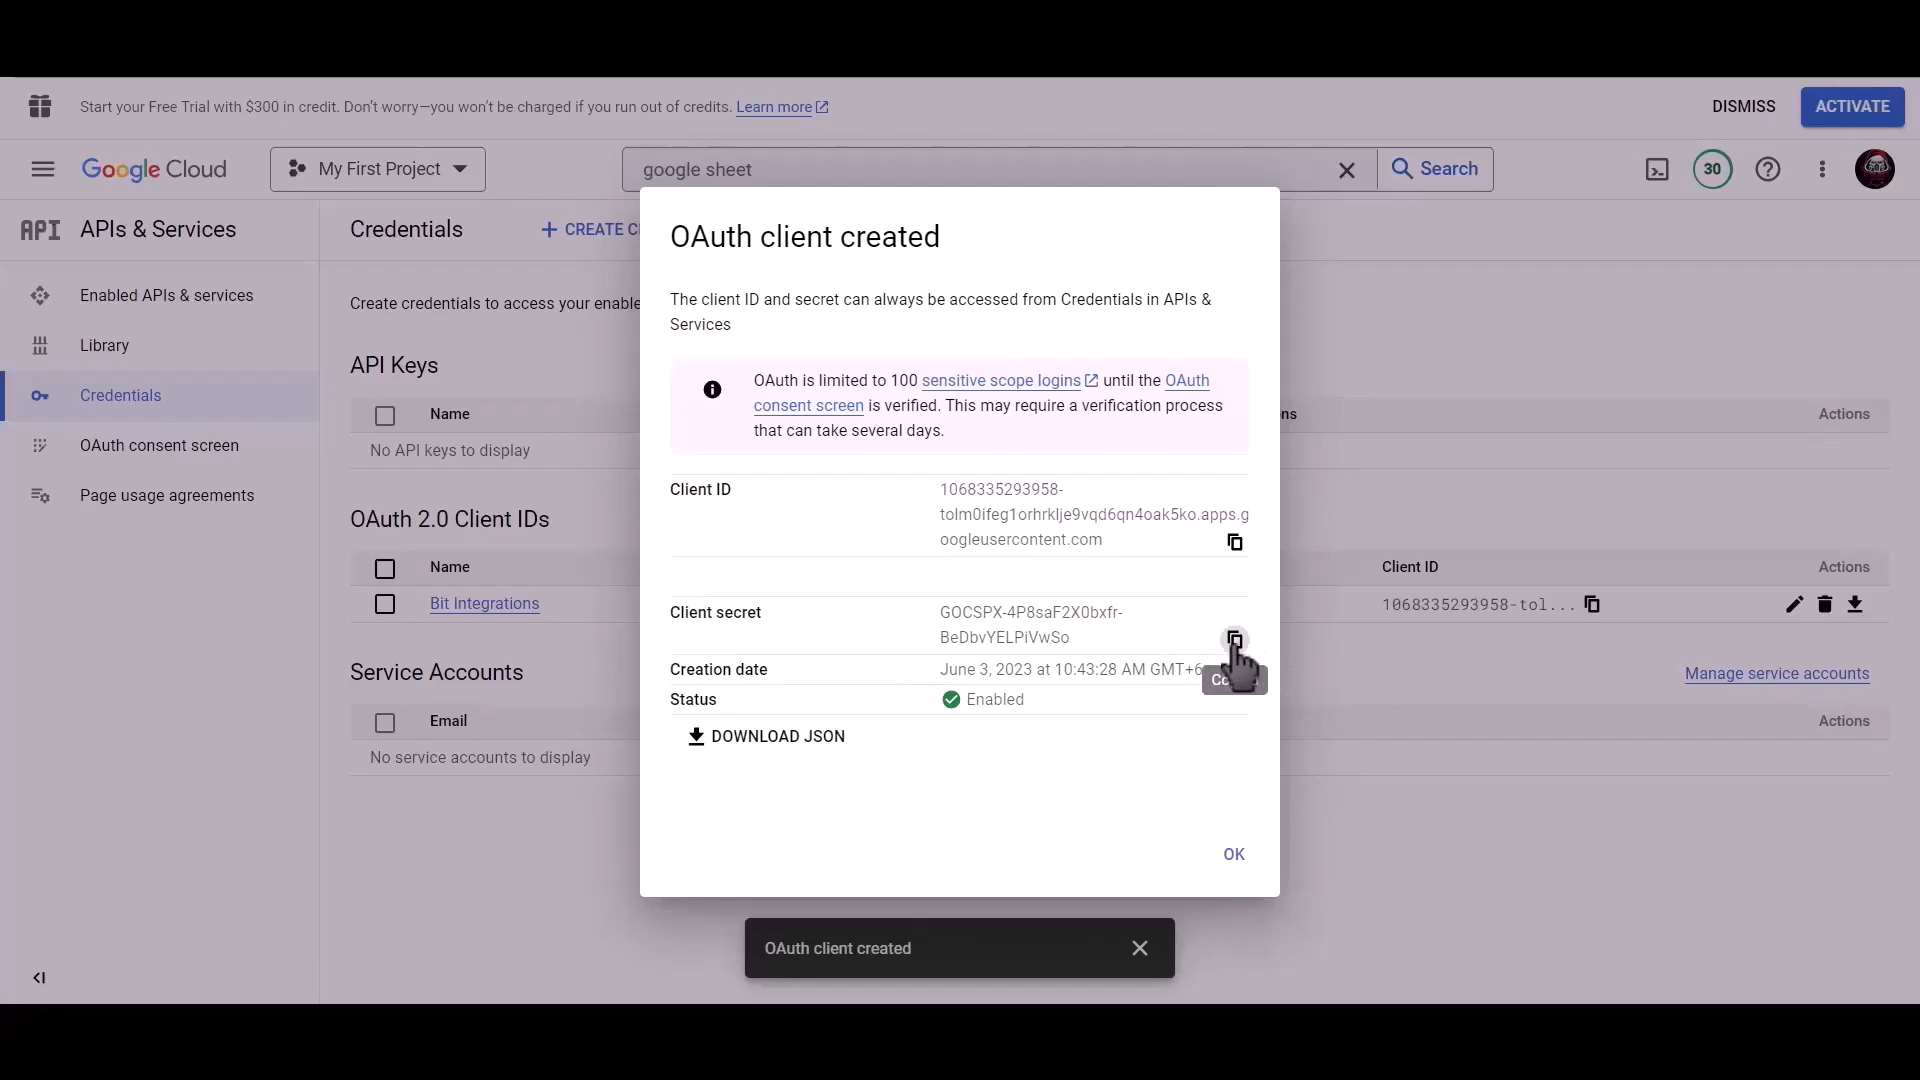 Start your Free Trial with $300 in credit. Don't worry—you won't be charged if you run out of credits. Learn more
DISMISS
ACTIVATE
Google Cloud
My First Project
google sheet
Search
30
API APIs & Services
Credentials
+ CREATE
Enabled APIs & services
Library
Credentials
OAuth consent screen
Page usage agreements
Create credentials to access your
API Keys
Name
Actions
No API keys to display
OAuth 2.0 Client IDs
Name
Client ID
Actions
Bit Integrations
1068335293958-tol...
Service Accounts
Manage service accounts
Email
Actions
No service accounts to display
OAuth client created
The client ID and secret can always be accessed from Credentials in APIs &
Services
OAuth is limited to 100 sensitive scope logins until the OAuth
consent screen is verified. This may require a verification process
that can take several days.
Client ID
1068335293958-
tolm0ifeg1orhrklje9vqd6qn4oak5ko.apps.g
oogleusercontent.com
Client secret
GOCSPX-4P8saF2X0bxfr-
BeDbvYELPiVwSo
Creation date
June 3, 2023 at 10:43:28 AM GMT+6
Status
Enabled
DOWNLOAD JSON
OK
OAuth client created